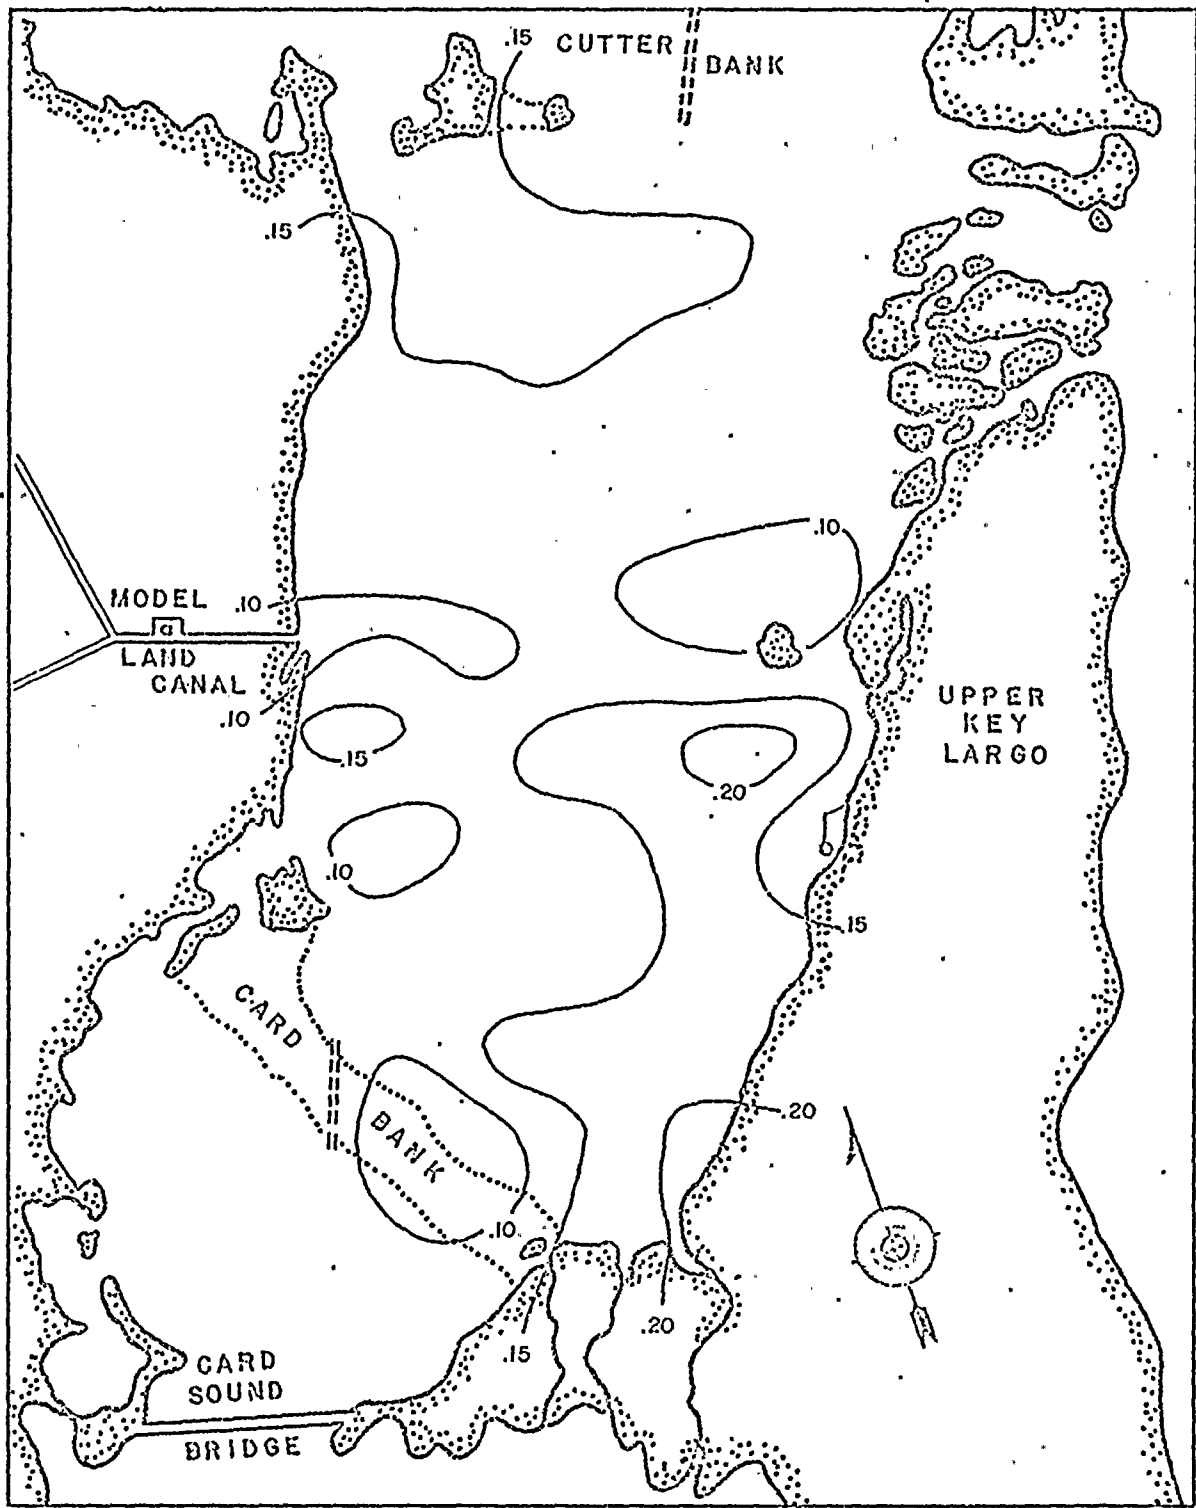 .15 CUTTER
BANK
.15
.10
MODEL .10
LAND
CANAL
.10
UPPER
KEY
LARGO
.15
.20
.10
.15
CARD
BANK
.20
.10
.20
.15
CARD
SOUND
BRIDGE